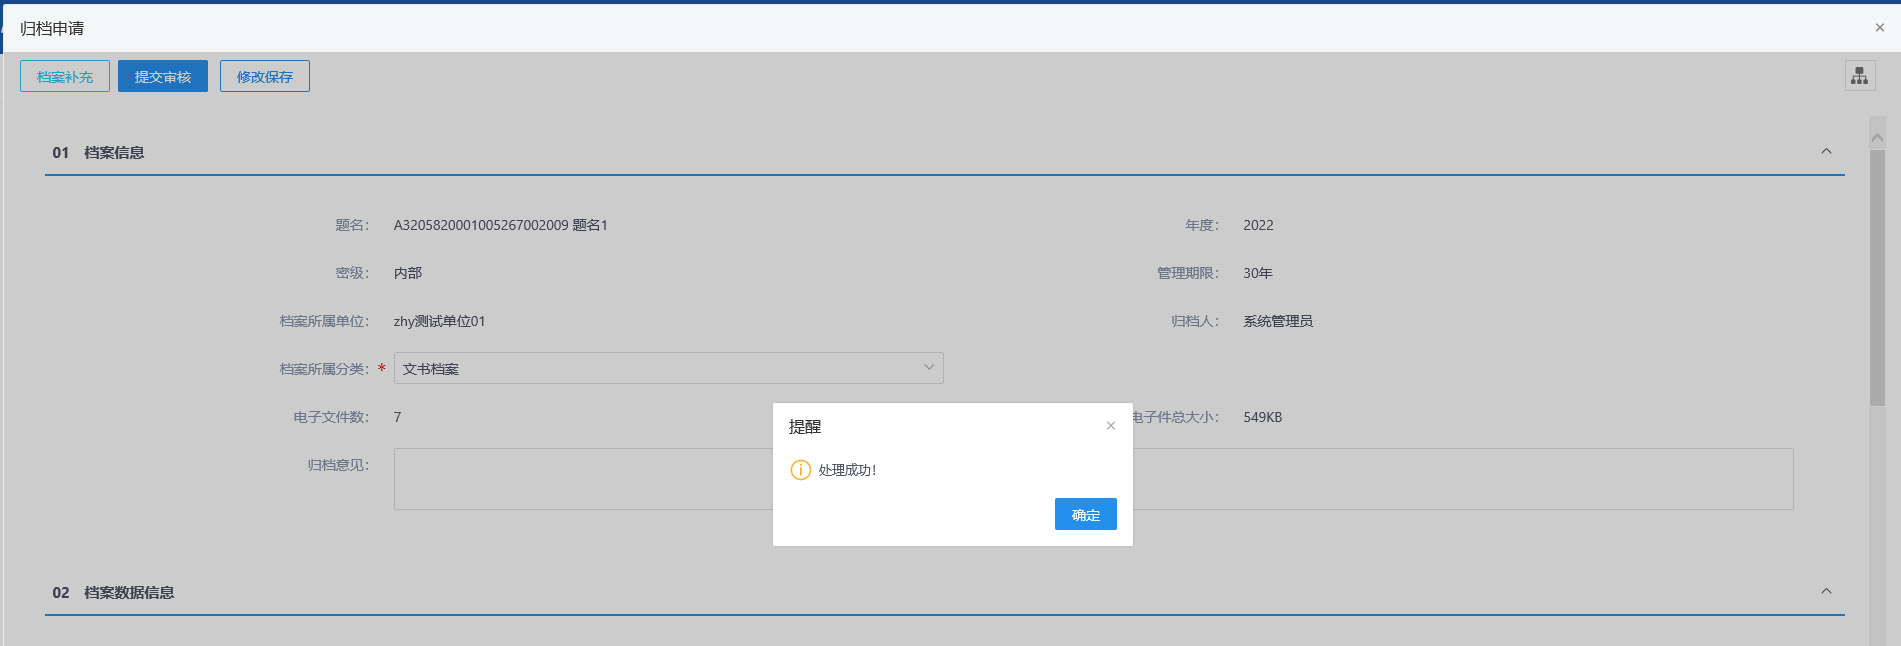 归档申请
档案补充 提交审核 修改保存
01 档案信息
题名： A3205820001005267002009 题名1 年度： 2022
密级： 内部 管理期限： 30年
档案所属单位： zhy测试单位01 归档人： 系统管理员
档案所属分类：* 文书档案
电子文件数： 7 电子件总大小： 549KB
归档意见：
提醒
处理成功!
确定
02 档案数据信息